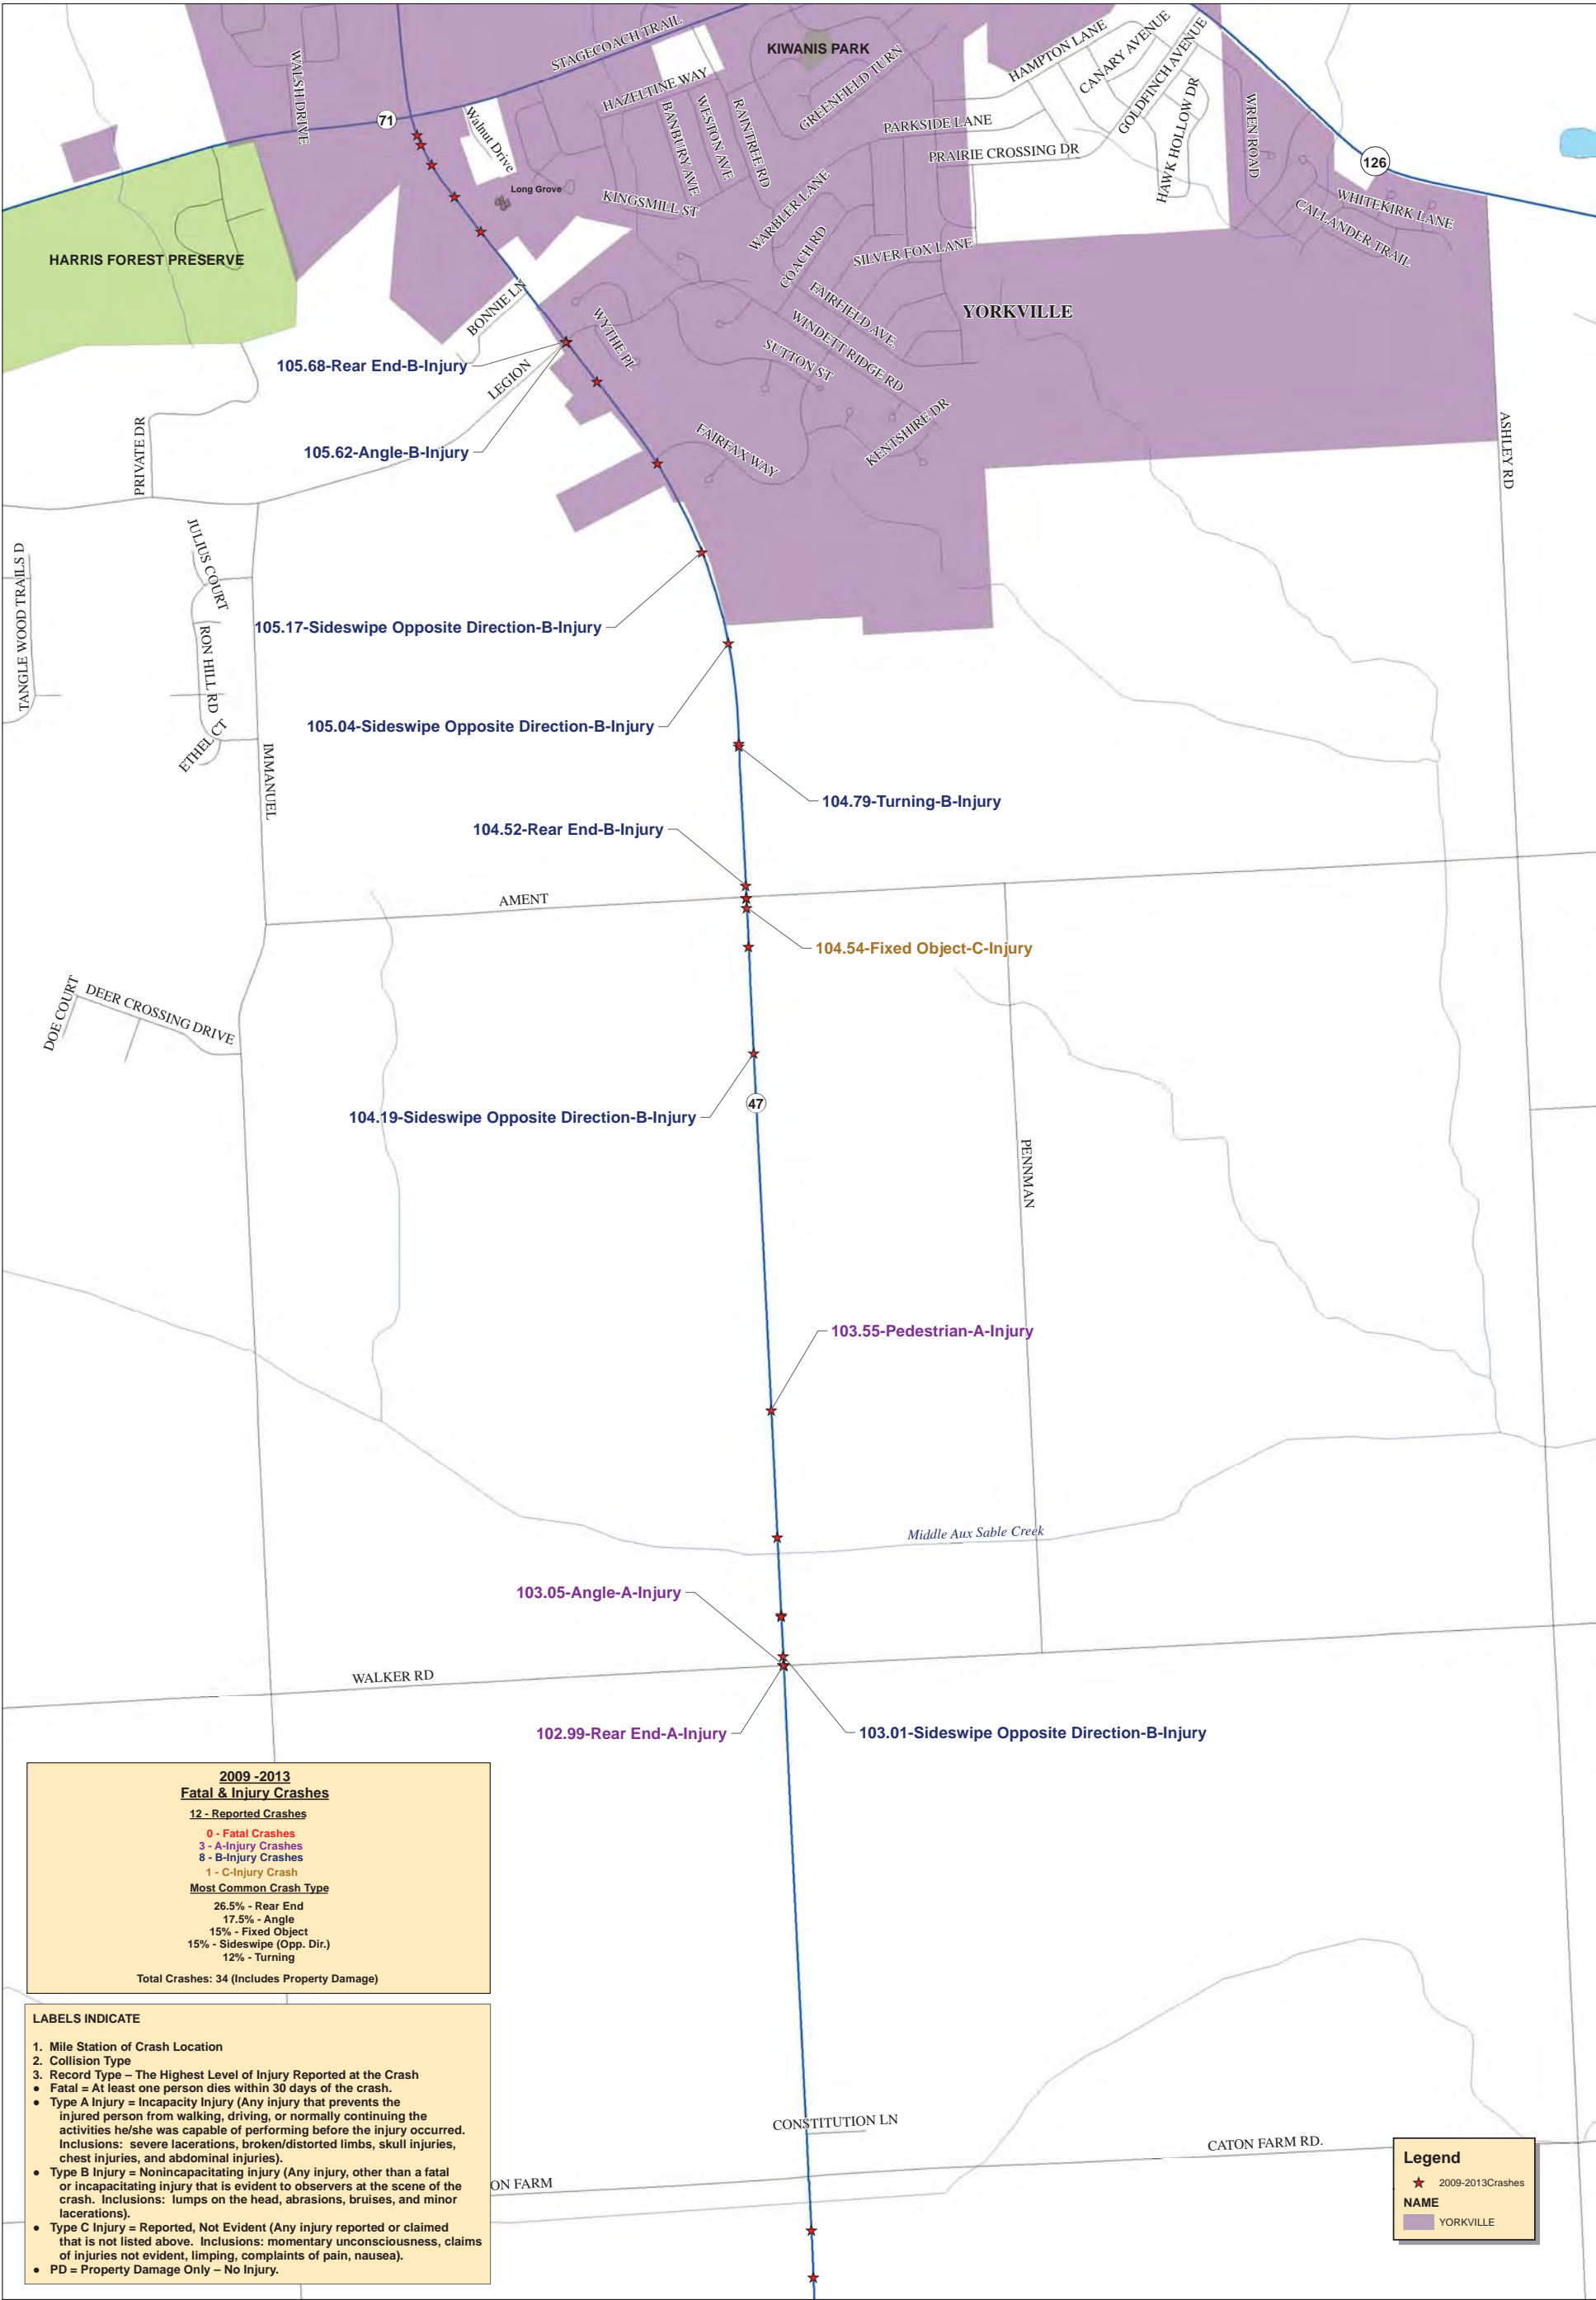 STAGECOACH TRAIL
KIWANIS PARK
HAMPTON LANE
CANARY AVENUE
GOLDFINCH AVENUE
WALSH DRIVE
71
Walnut Drive
HAZELTINE WAY
BANBURY AVE
WESTON AVE
RAINTREE RD
GREENFIELD TURN
PARKSIDE LANE
PRAIRIE CROSSING DR
HAWK HOLLOW DR
WREN ROAD
126
Long Grove
KINGSMILL ST
WARBLER LANE
WHITEKIRK LANE
CALLANDER TRAIL
HARRIS FOREST PRESERVE
COACH RD
SILVER FOX LANE
BONNIE LN
WYTHE PL
FAIRFIELD AVE.
YORKVILLE
WINDETT RIDGE RD
SUTTON ST
105.68-Rear End-B-Injury
LEGION
PRIVATE DR
105.62-Angle-B-Injury
FAIRFAX WAY
KENTSHIRE DR
ASHLEY RD
JULIUS COURT
TANGLE WOOD TRAILS D
RON HILL RD
105.17-Sideswipe Opposite Direction-B-Injury
105.04-Sideswipe Opposite Direction-B-Injury
ETHEL CT
IMMANUEL
104.79-Turning-B-Injury
104.52-Rear End-B-Injury
AMENT
104.54-Fixed Object-C-Injury
DOE COURT
DEER CROSSING DRIVE
104.19-Sideswipe Opposite Direction-B-Injury
47
PENNMAN
103.55-Pedestrian-A-Injury
Middle Aux Sable Creek
103.05-Angle-A-Injury
WALKER RD
102.99-Rear End-A-Injury
103.01-Sideswipe Opposite Direction-B-Injury
2009 -2013
Fatal & Injury Crashes
12 - Reported Crashes
0 - Fatal Crashes
3 - A-Injury Crashes
8 - B-Injury Crashes
1 - C-Injury Crash
Most Common Crash Type
26.5% - Rear End
17.5% - Angle
15% - Fixed Object
15% - Sideswipe (Opp. Dir.)
12% - Turning
Total Crashes: 34 (Includes Property Damage)
LABELS INDICATE
1. Mile Station of Crash Location
2. Collision Type
3. Record Type – The Highest Level of Injury Reported at the Crash
● Fatal = At least one person dies within 30 days of the crash.
● Type A Injury = Incapacity Injury (Any injury that prevents the
injured person from walking, driving, or normally continuing the
activities he/she was capable of performing before the injury occurred.
Inclusions: severe lacerations, broken/distorted limbs, skull injuries,
chest injuries, and abdominal injuries).
● Type B Injury = Nonincapacitating injury (Any injury, other than a fatal
or incapacitating injury that is evident to observers at the scene of the
crash. Inclusions: lumps on the head, abrasions, bruises, and minor
lacerations).
● Type C Injury = Reported, Not Evident (Any injury reported or claimed
that is not listed above. Inclusions: momentary unconsciousness, claims
of injuries not evident, limping, complaints of pain, nausea).
● PD = Property Damage Only – No Injury.
CONSTITUTION LN
ON FARM
CATON FARM RD.
Legend
2009-2013Crashes
NAME
YORKVILLE